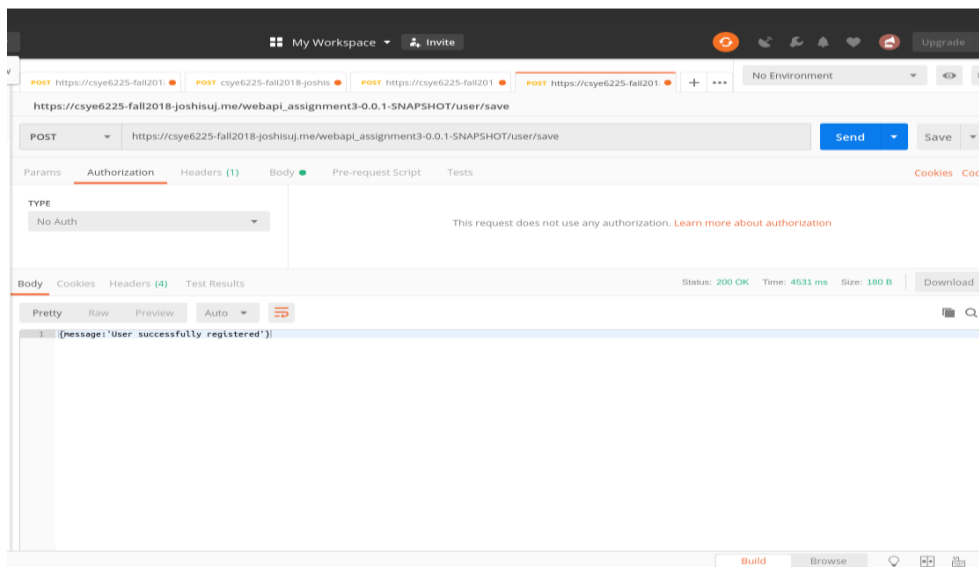 My Workspace Invite Upgrade
POST https://csye6225-fall201 POST csye6225-fall2018-joshis POST https://csye6225-fall201 POST https://csye6225-fall201 + ••• No Environment
https://csye6225-fall2018-joshisuj.me/webapi_assignment3-0.0.1-SNAPSHOT/user/save
POST https://csye6225-fall2018-joshisuj.me/webapi_assignment3-0.0.1-SNAPSHOT/user/save Send Save
Params Authorization Headers (1) Body Pre-request Script Tests Cookies Coo
TYPE
No Auth
This request does not use any authorization. Learn more about authorization
Body Cookies Headers (4) Test Results Status: 200 OK Time: 4531 ms Size: 180 B Download
Pretty Raw Preview Auto
1 {message:'User successfully registered'}
Build Browse